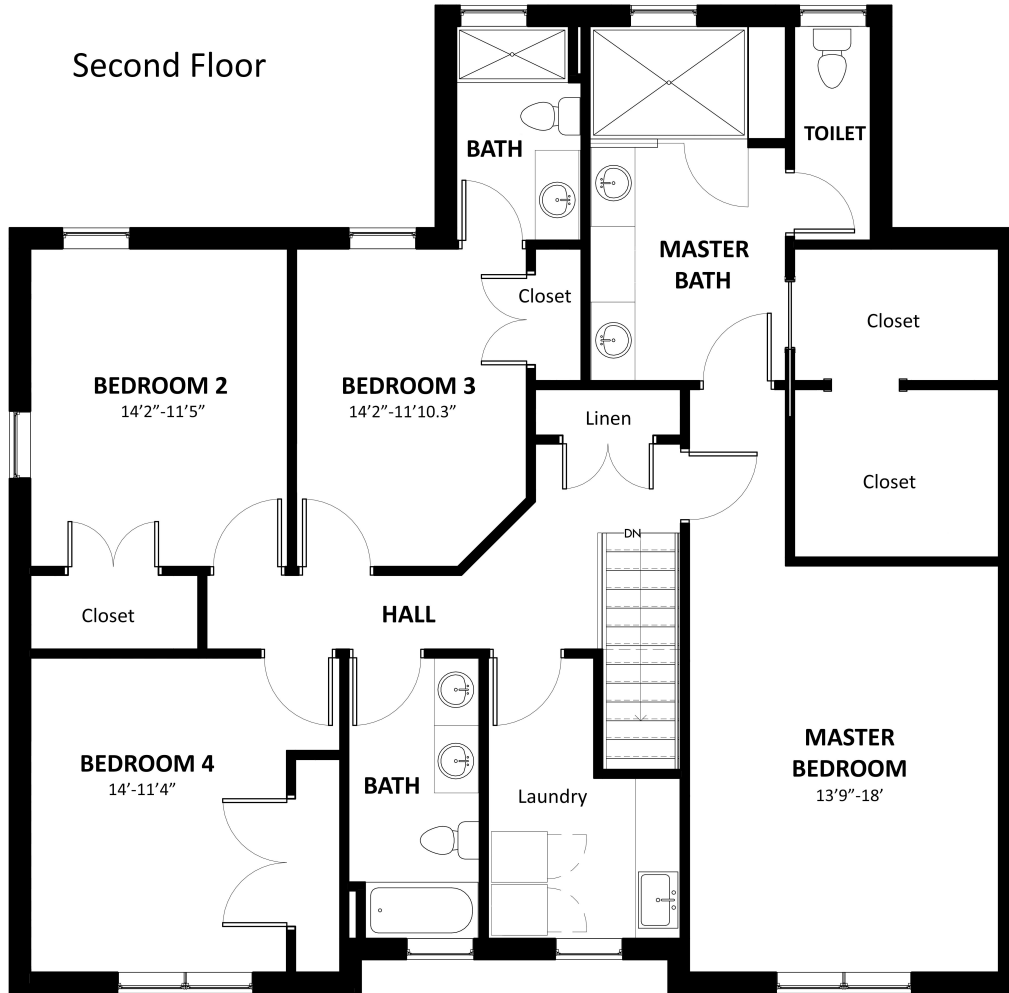 Second Floor
BATH
TOILET
MASTER
BATH
Closet
Closet
BEDROOM 2
14’2”-11’5”
BEDROOM 3
14’2”-11’10.3”
Linen
Closet
DN
Closet
HALL
BEDROOM 4
14’-11’4”
BATH
Laundry
MASTER
BEDROOM
13’9”-18’